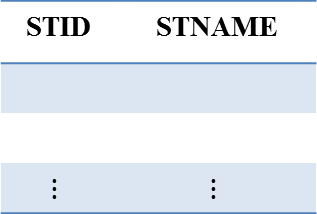 STID STNAME
⋮ ⋮